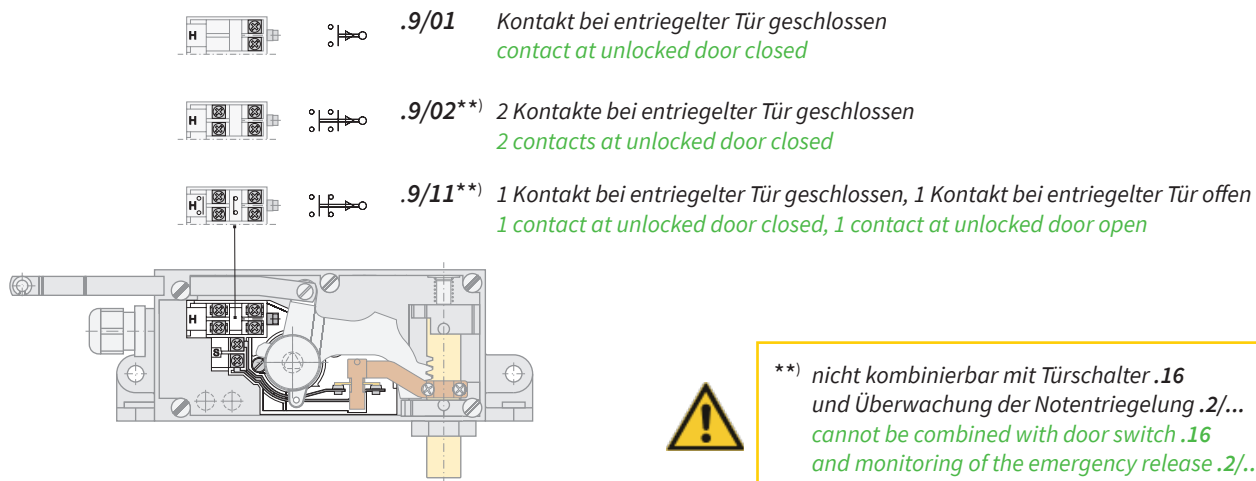 H
.9/01 Kontakt bei entriegelter Tür geschlossen
contact at unlocked door closed
H
.9/02**) 2 Kontakte bei entriegelter Tür geschlossen
2 contacts at unlocked door closed
H
.9/11**) 1 Kontakt bei entriegelter Tür geschlossen, 1 Kontakt bei entriegelter Tür offen
1 contact at unlocked door closed, 1 contact at unlocked door open
H
S
**) nicht kombinierbar mit Türschalter .16
und Überwachung der Notentriegelung .2/...
cannot be combined with door switch .16
and monitoring of the emergency release .2/..